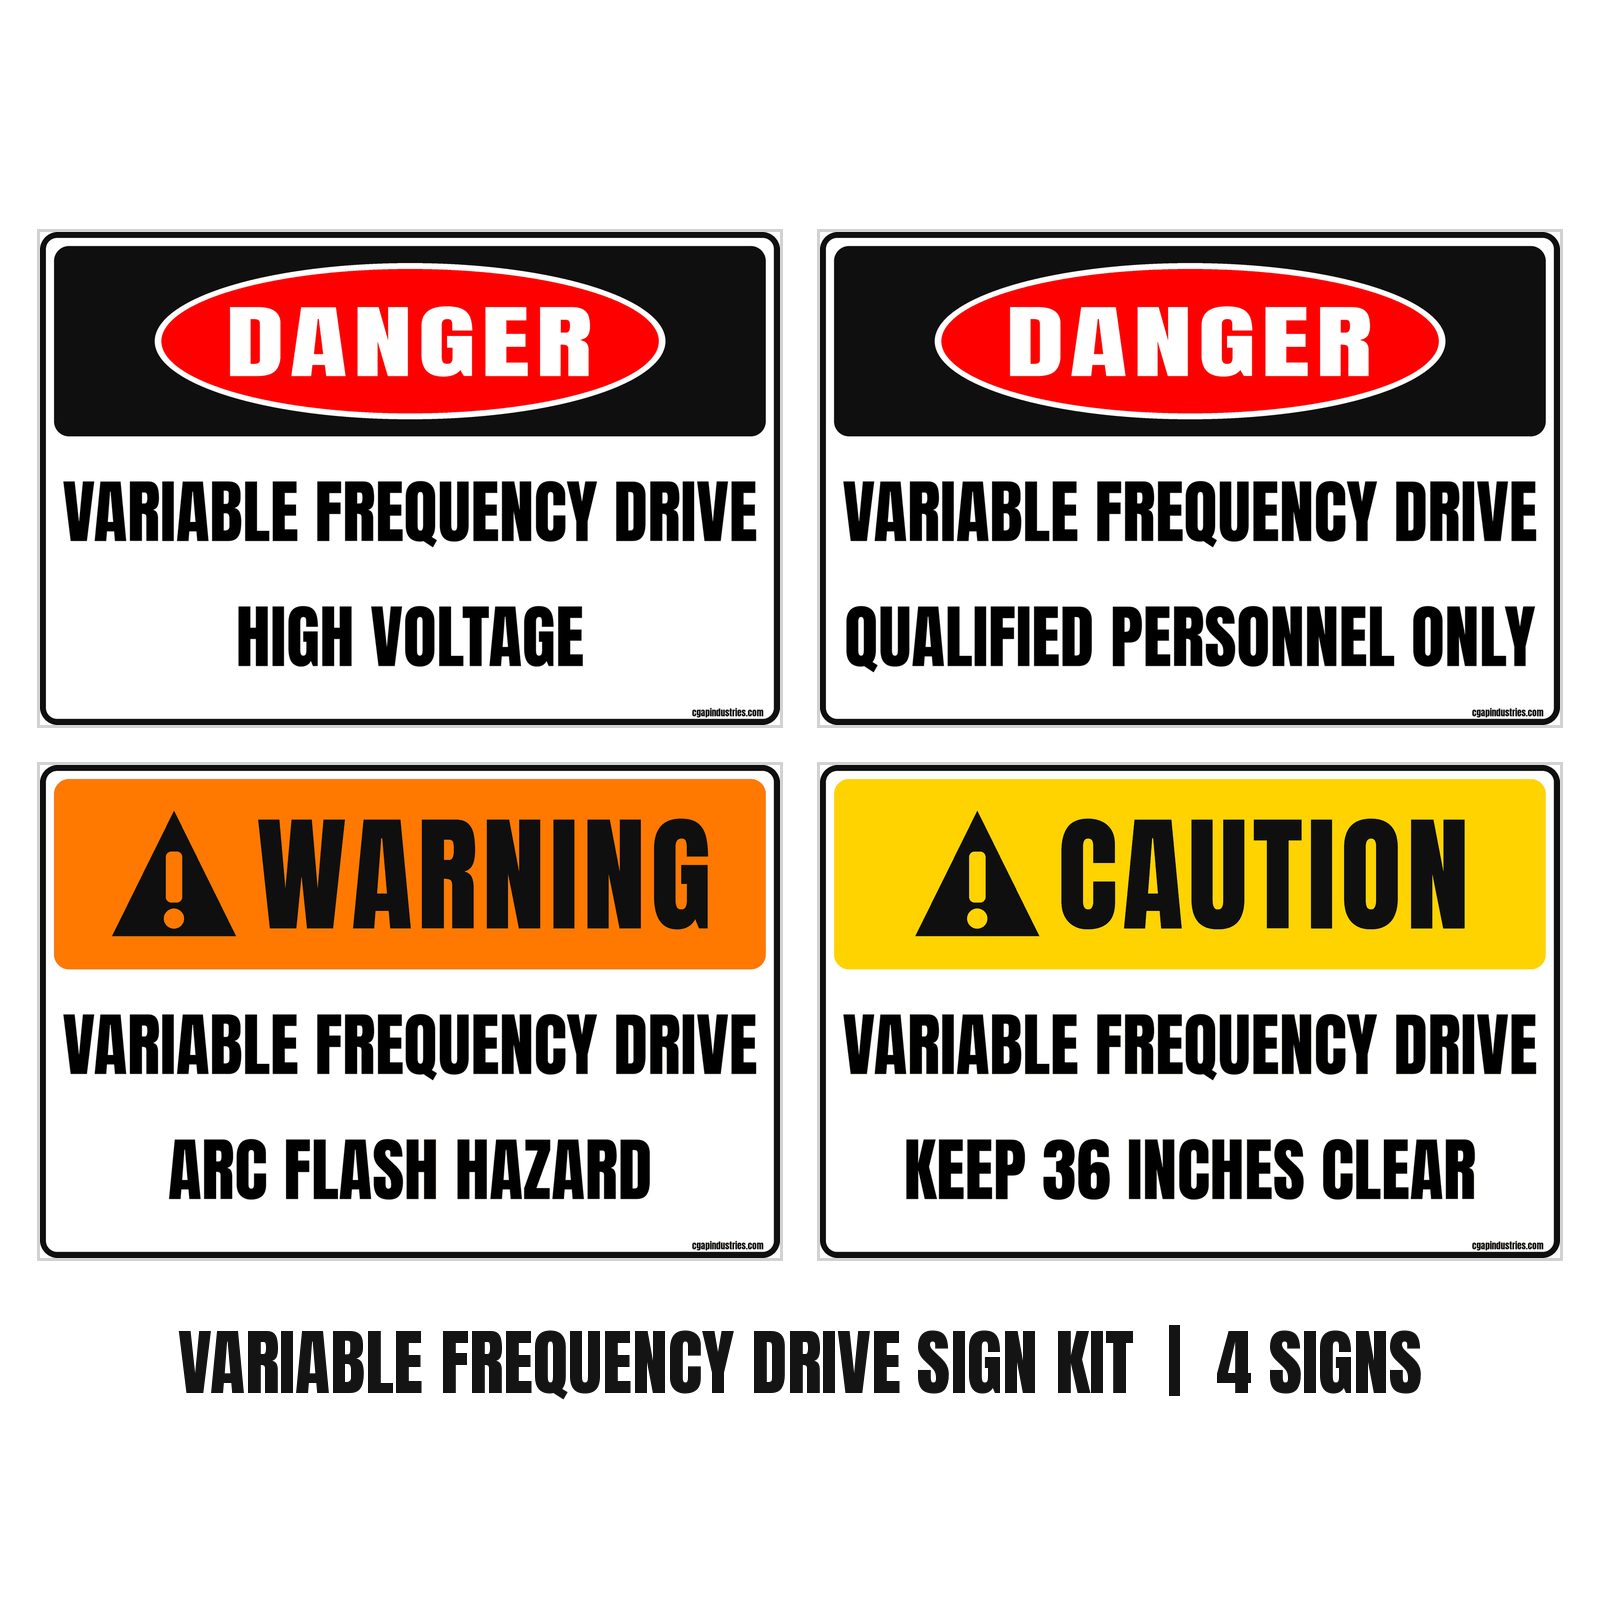 DANGER
VARIABLE FREQUENCY DRIVE
HIGH VOLTAGE
cgapindustries.com
DANGER
VARIABLE FREQUENCY DRIVE
QUALIFIED PERSONNEL ONLY
cgapindustries.com
WARNING
VARIABLE FREQUENCY DRIVE
ARC FLASH HAZARD
cgapindustries.com
CAUTION
VARIABLE FREQUENCY DRIVE
KEEP 36 INCHES CLEAR
cgapindustries.com
VARIABLE FREQUENCY DRIVE SIGN KIT | 4 SIGNS